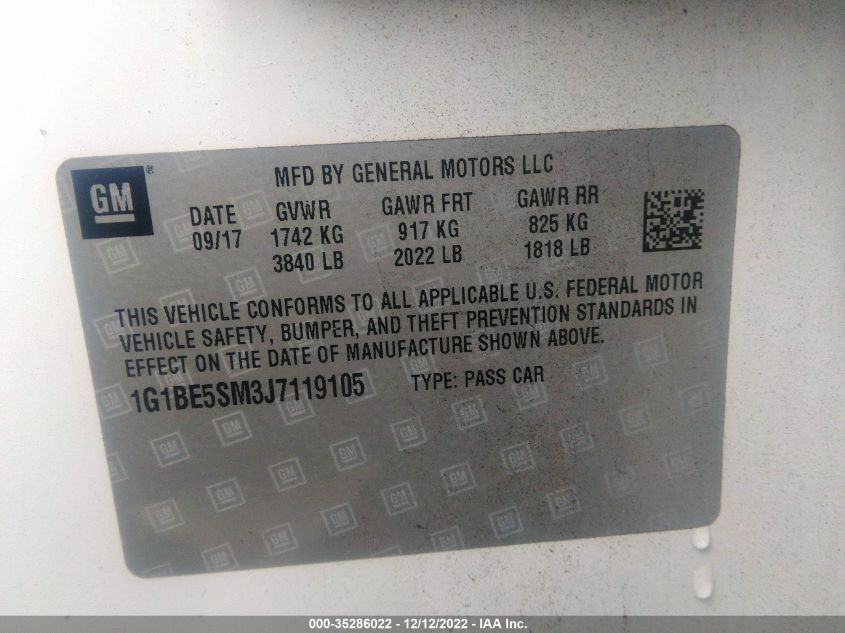 GM®
MFD BY GENERAL MOTORS LLC
DATE GVWR GAWR FRT GAWR RR
09/17 1742 KG 917 KG 825 KG
3840 LB 2022 LB 1818 LB
THIS VEHICLE CONFORMS TO ALL APPLICABLE U.S. FEDERAL MOTOR
VEHICLE SAFETY, BUMPER, AND THEFT PREVENTION STANDARDS IN
EFFECT ON THE DATE OF MANUFACTURE SHOWN ABOVE.
1G1BE5SM3J7119105 TYPE: PASS CAR
000-35286022 - 12/12/2022 - IAA Inc.